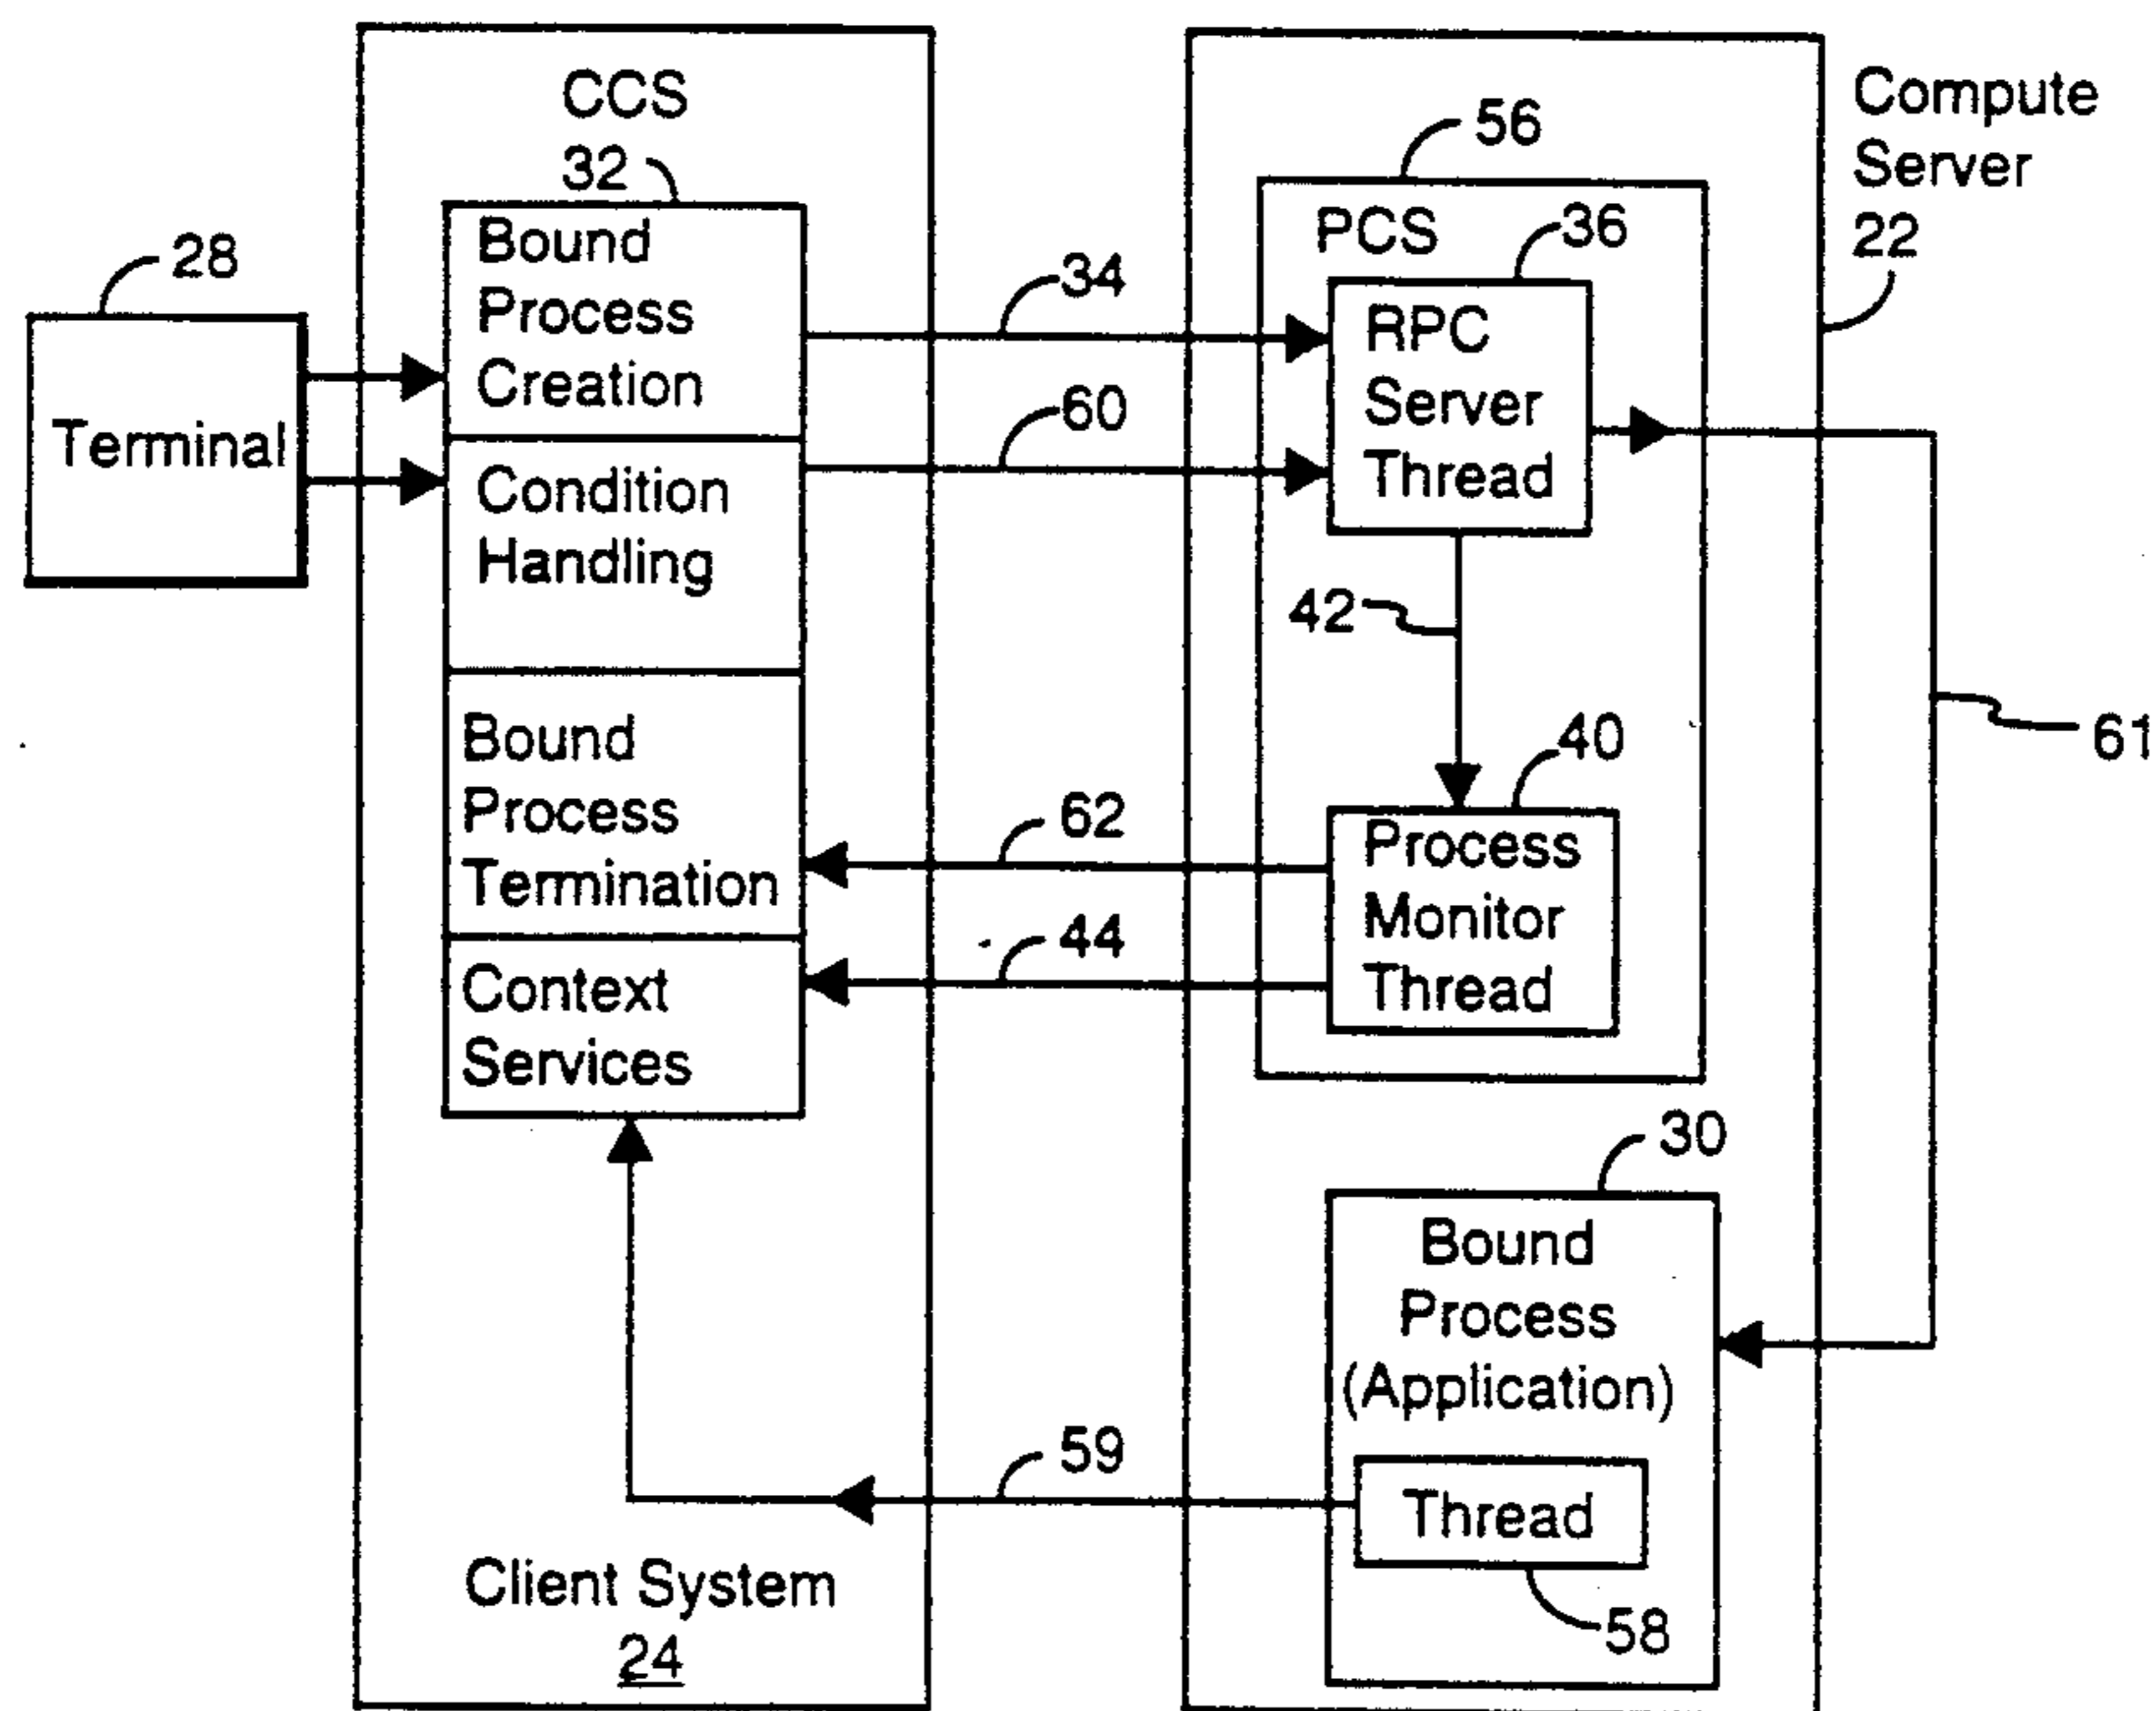 CCS
32
Bound
Process
Creation
Condition
Handling
Bound
Process
Termination
Context
Services
Client System
24
28
Terminal
34
60
62
44
59
Compute
Server
22
56
PCS
36
RPC
Server
Thread
42
40
Process
Monitor
Thread
61
30
Bound
Process
(Application)
Thread
58